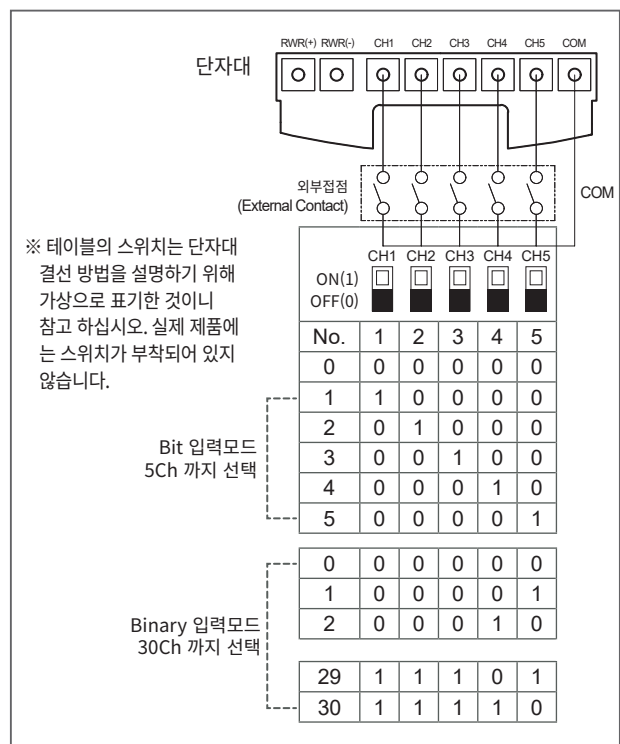 RWR(+) RWR(-) CH1 CH2 CH3 CH4 CH5 COM
단자대
외부접점
(External Contact)
COM
※ 테이블의 스위치는 단자대
결선 방법을 설명하기 위해
가상으로 표기한 것이니
참고 하십시오. 실제 제품에
는 스위치가 부착되어 있지
않습니다.
CH1 CH2 CH3 CH4 CH5
ON(1)
OFF(0)
No. 1 2 3 4 5
0 0 0 0 0 0
1 1 0 0 0 0
2 0 1 0 0 0
3 0 0 1 0 0
4 0 0 0 1 0
5 0 0 0 0 1
Bit 입력모드
5Ch 까지 선택
0 0 0 0 0 0
1 0 0 0 0 1
2 0 0 0 1 0
Binary 입력모드
30Ch 까지 선택
29 1 1 1 0 1
30 1 1 1 1 0